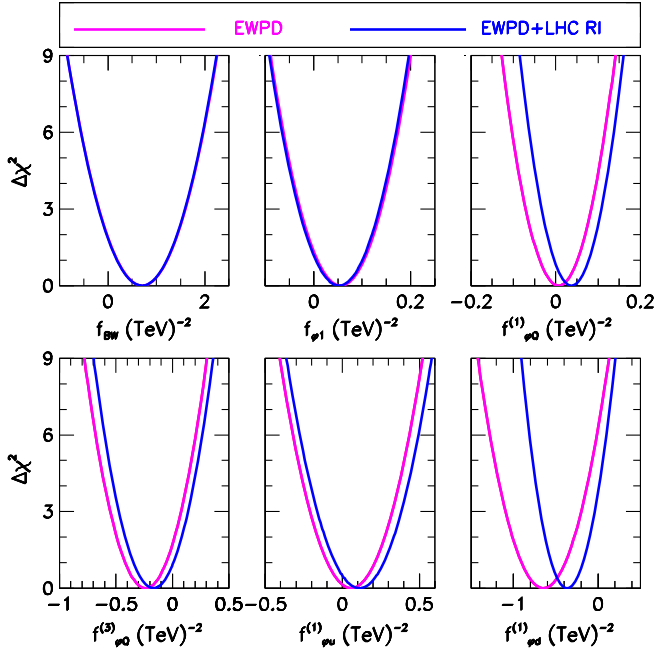 EWPD EWPD+LHC RI
9
6
3
0
Δχ²
0 2
f_BW (TeV)⁻²
0 0.2
f_φ1 (TeV)⁻²
−0.2 0 0.2
f⁽¹⁾_φQ (TeV)⁻²
9
6
3
0
Δχ²
−1 −0.5 0 0.5
f⁽³⁾_φQ (TeV)⁻²
−0.5 0 0.5
f⁽¹⁾_φu (TeV)⁻²
−1 0
f⁽¹⁾_φd (TeV)⁻²